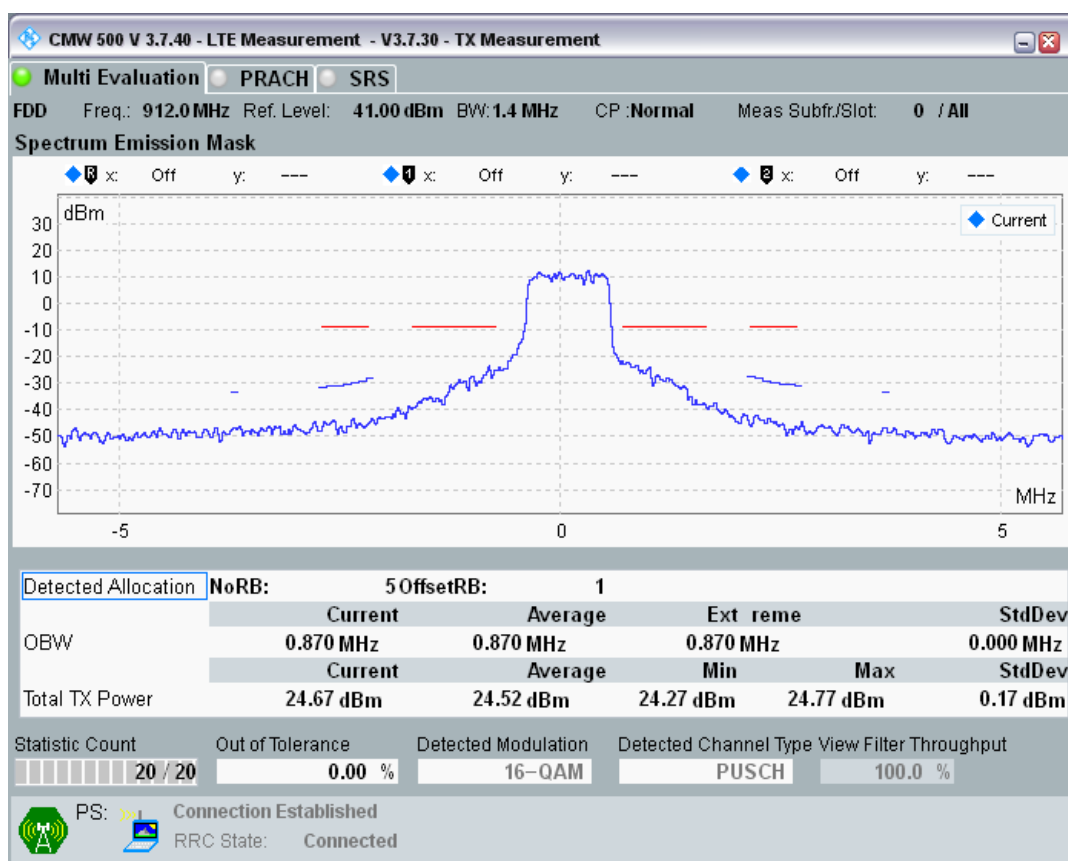 CMW 500 V 3.7.40 - LTE Measurement - V3.7.30 - TX Measurement
Multi Evaluation PRACH SRS
FDD Freq.: 912.0 MHz Ref. Level: 41.00 dBm BW: 1.4 MHz CP :Normal Meas Subfr./Slot: 0 / All
Spectrum Emission Mask
R x: Off y: --- 1 x: Off y: --- 2 x: Off y: ---
dBm
Current
30
20
10
0
-10
-20
-30
-40
-50
-60
-70
MHz
-5 0 5
Detected Allocation NoRB: 5 OffsetRB: 1
Current Average Ext reme StdDev
OBW 0.870 MHz 0.870 MHz 0.870 MHz 0.000 MHz
Current Average Min Max StdDev
Total TX Power 24.67 dBm 24.52 dBm 24.27 dBm 24.77 dBm 0.17 dBm
Statistic Count Out of Tolerance Detected Modulation Detected Channel Type View Filter Throughput
20 / 20 0.00 % 16-QAM PUSCH 100.0 %
PS: Connection Established
RRC State: Connected